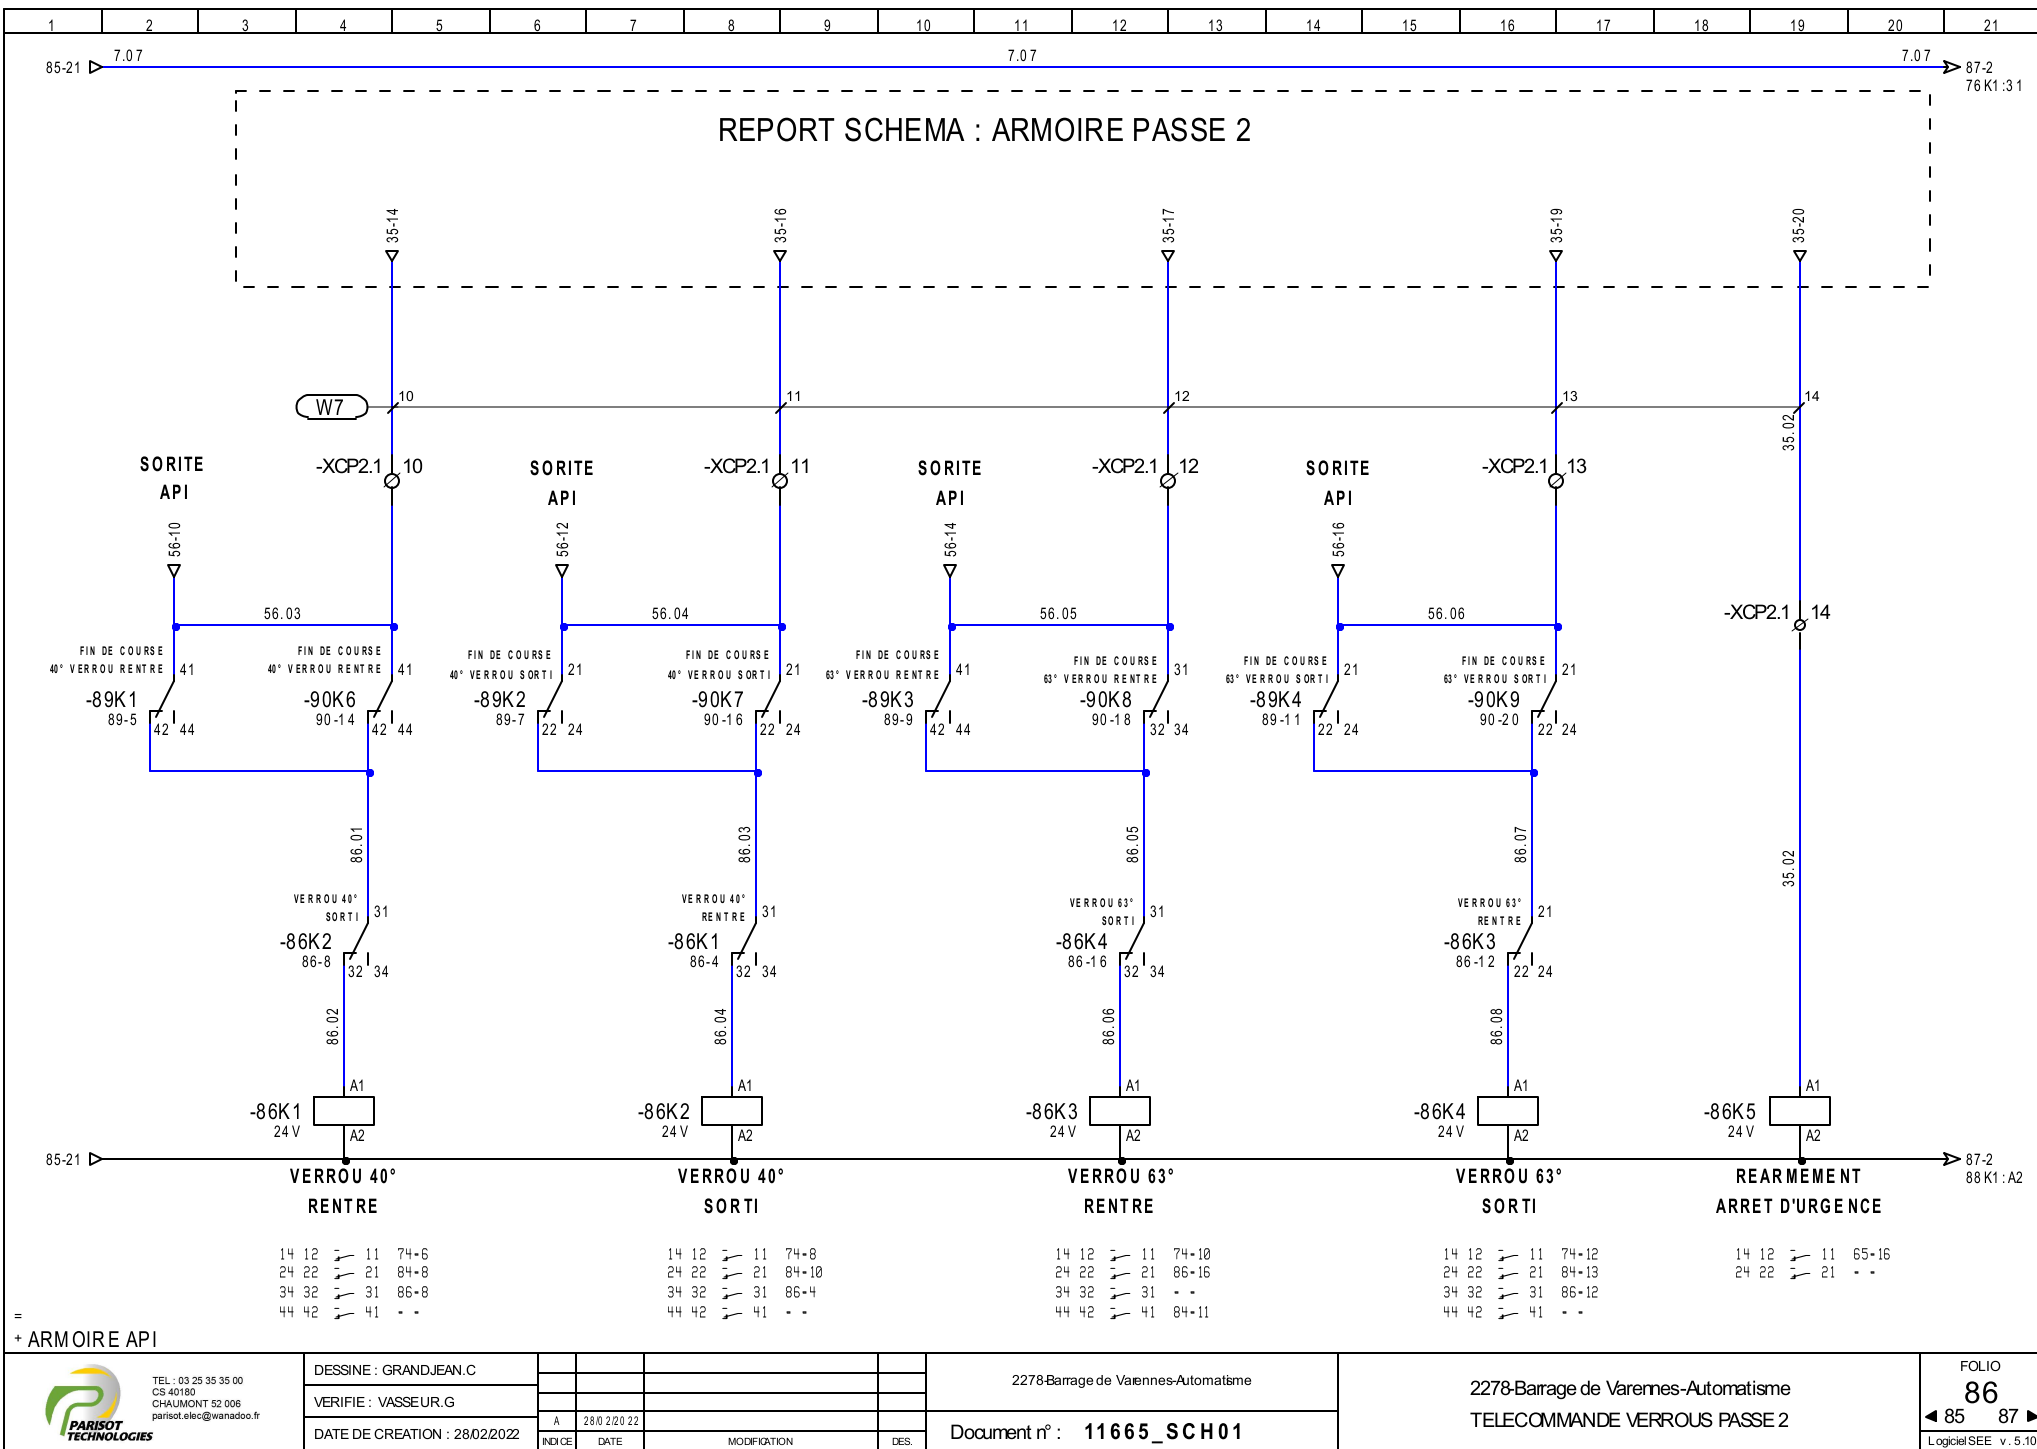 1 2 3 4 5 6 7 8 9 10 11 12 13 14 15 16 17 18 19 20 21
7.07 7.07 7.07
85-21 87-2
76K1:31
REPORT SCHEMA : ARMOIRE PASSE 2
35-14 35-16 35-17 35-19 35-20
W7 10 11 12 13 14
35.02
SORITE
API
-XCP2.1 10
SORITE
API
-XCP2.1 11
SORITE
API
-XCP2.1 12
SORITE
API
-XCP2.1 13
56-10 56-12 56-14 56-16
56.03 56.04 56.05 56.06
-XCP2.1 14
FIN DE COURSE
40° VERROU RENTRE 41
-89K1
89-5
42 44
FIN DE COURSE
40° VERROU RENTRE 41
-90K6
90-14
42 44
FIN DE COURSE
40° VERROU SORTI 21
-89K2
89-7
22 24
FIN DE COURSE
40° VERROU SORTI 21
-90K7
90-16
22 24
FIN DE COURSE
63° VERROU RENTRE 41
-89K3
89-9
42 44
FIN DE COURSE
63° VERROU RENTRE 31
-90K8
90-18
32 34
FIN DE COURSE
63° VERROU SORTI 21
-89K4
89-11
22 24
FIN DE COURSE
63° VERROU SORTI 21
-90K9
90-20
22 24
86.01 86.03 86.05 86.07 35.02
VERROU 40°
SORTI 31
-86K2
86-8
32 34
VERROU 40°
RENTRE 31
-86K1
86-4
32 34
VERROU 63°
SORTI 31
-86K4
86-16
32 34
VERROU 63°
RENTRE 21
-86K3
86-12
22 24
86.02 86.04 86.06 86.08
A1 A1 A1 A1 A1
-86K1 -86K2 -86K3 -86K4 -86K5
24V 24V 24V 24V 24V
A2 A2 A2 A2 A2
85-21 87-2
88K1:A2
VERROU 40°
RENTRE
VERROU 40°
SORTI
VERROU 63°
RENTRE
VERROU 63°
SORTI
REARMEMENT
ARRET D'URGENCE
14 12 11 74-6
24 22 21 84-8
34 32 31 86-8
44 42 41 - -
14 12 11 74-8
24 22 21 84-10
34 32 31 86-4
44 42 41 - -
14 12 11 74-10
24 22 21 86-16
34 32 31 - -
44 42 41 84-11
14 12 11 74-12
24 22 21 84-13
34 32 31 86-12
44 42 41 - -
14 12 11 65-16
24 22 21 - -
=
+ ARMOIRE API
PARISOT
TECHNOLOGIES
TEL : 03 25 35 35 00
CS 40180
CHAUMONT 52 006
parisot.elec@wanadoo.fr
DESSINE : GRANDJEAN.C
VERIFIE : VASSEUR.G
DATE DE CREATION : 28/02/2022
A 28/02/2022
INDICE DATE MODIFICATION DES.
2278-Barrage de Varennes-Automatisme
Document n° : 11665_SCH01
2278-Barrage de Varennes-Automatisme
TELECOMMANDE VERROUS PASSE 2
FOLIO
86
85 87
Logiciel SEE v.5.10